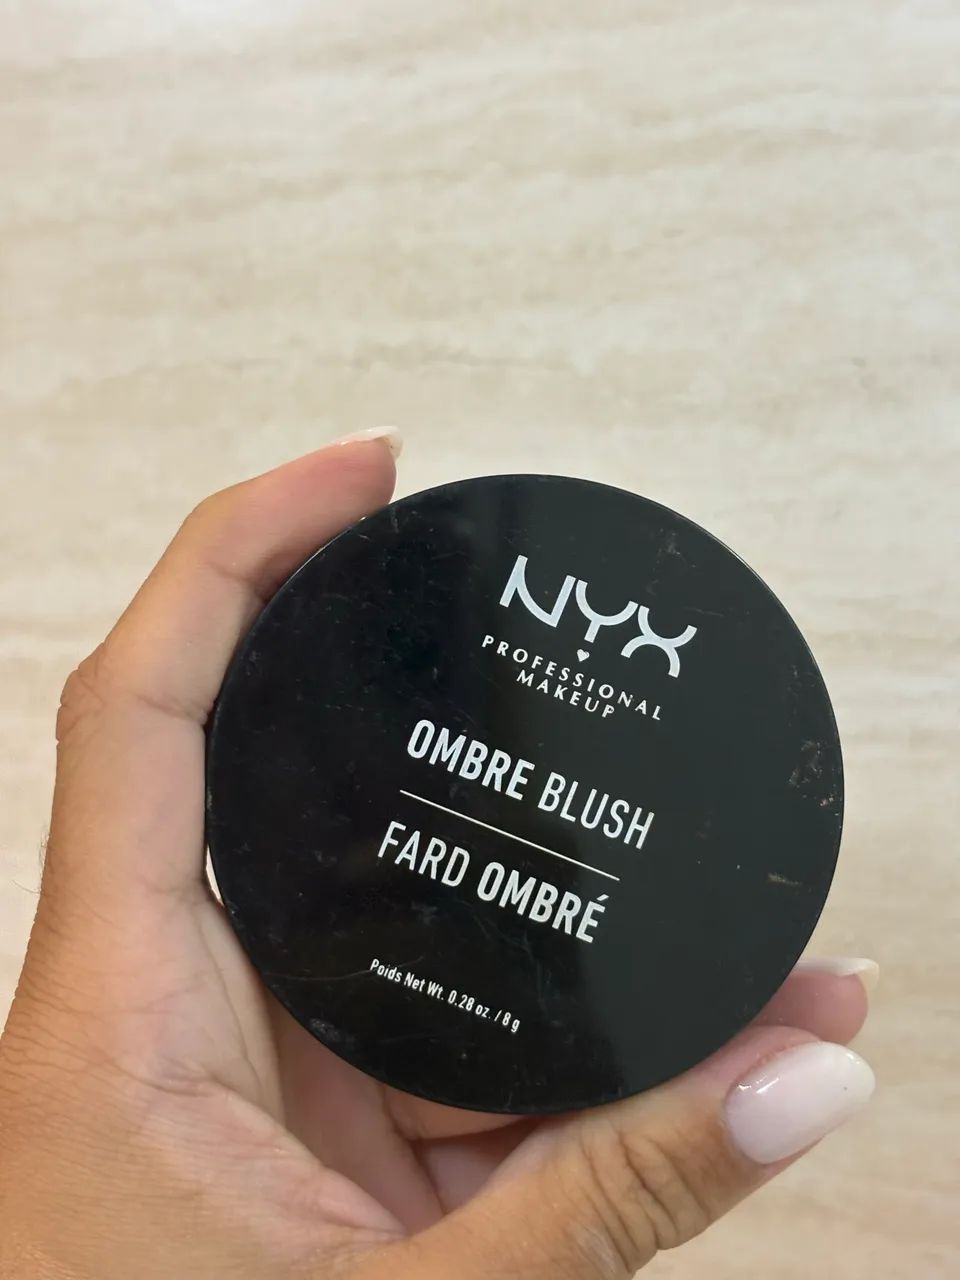 NYX
PROFESSIONAL
MAKEUP
OMBRE BLUSH
FARD OMBRÉ
Poids Net Wt. 0.28 oz. / 8 g